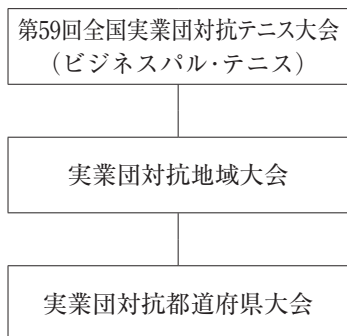 第59回全国実業団対抗テニス大会
（ビジネスパル･テニス）
実業団対抗地域大会
実業団対抗都道府県大会